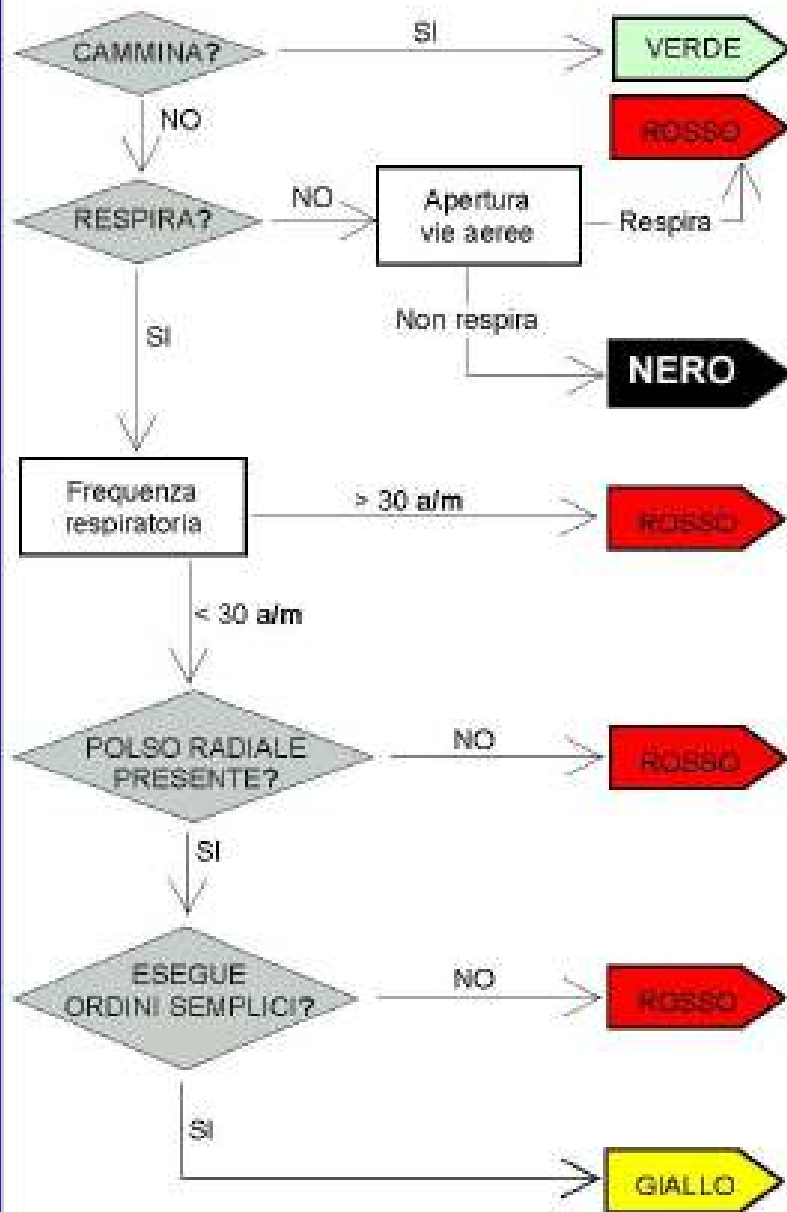 CAMMINA?
SI
VERDE
NO
ROSSO
RESPIRA?
NO
Apertura
vie aeree
Respira
SI
Non respira
NERO
Frequenza
respiratoria
> 30 a/m
ROSSO
< 30 a/m
POLSO RADIALE
PRESENTE?
NO
ROSSO
SI
ESEGUE
ORDINI SEMPLICI?
NO
ROSSO
SI
GIALLO